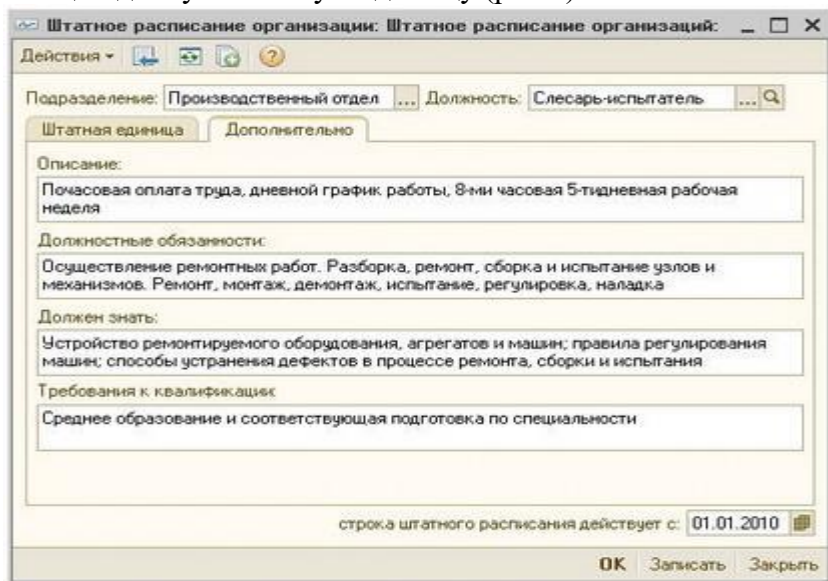 Штатное расписание организации: Штатное расписание организаций:
Действия
Подразделение: Производственный отдел ... Должность: Слесарь-испытатель ...
Штатная единица Дополнительно
Описание:
Почасовая оплата труда, дневной график работы, 8-ми часовая 5-тидневная рабочая
неделя
Должностные обязанности:
Осуществление ремонтных работ. Разборка, ремонт, сборка и испытание узлов и
механизмов. Ремонт, монтаж, демонтаж, испытание, регулировка, наладка
Должен знать:
Устройство ремонтируемого оборудования, агрегатов и машин; правила регулирования
машин; способы устранения дефектов в процессе ремонта, сборки и испытания
Требования к квалификации:
Среднее образование и соответствующая подготовка по специальности
строка штатного расписания действует с: 01.01.2010
OK Записать Закрыть